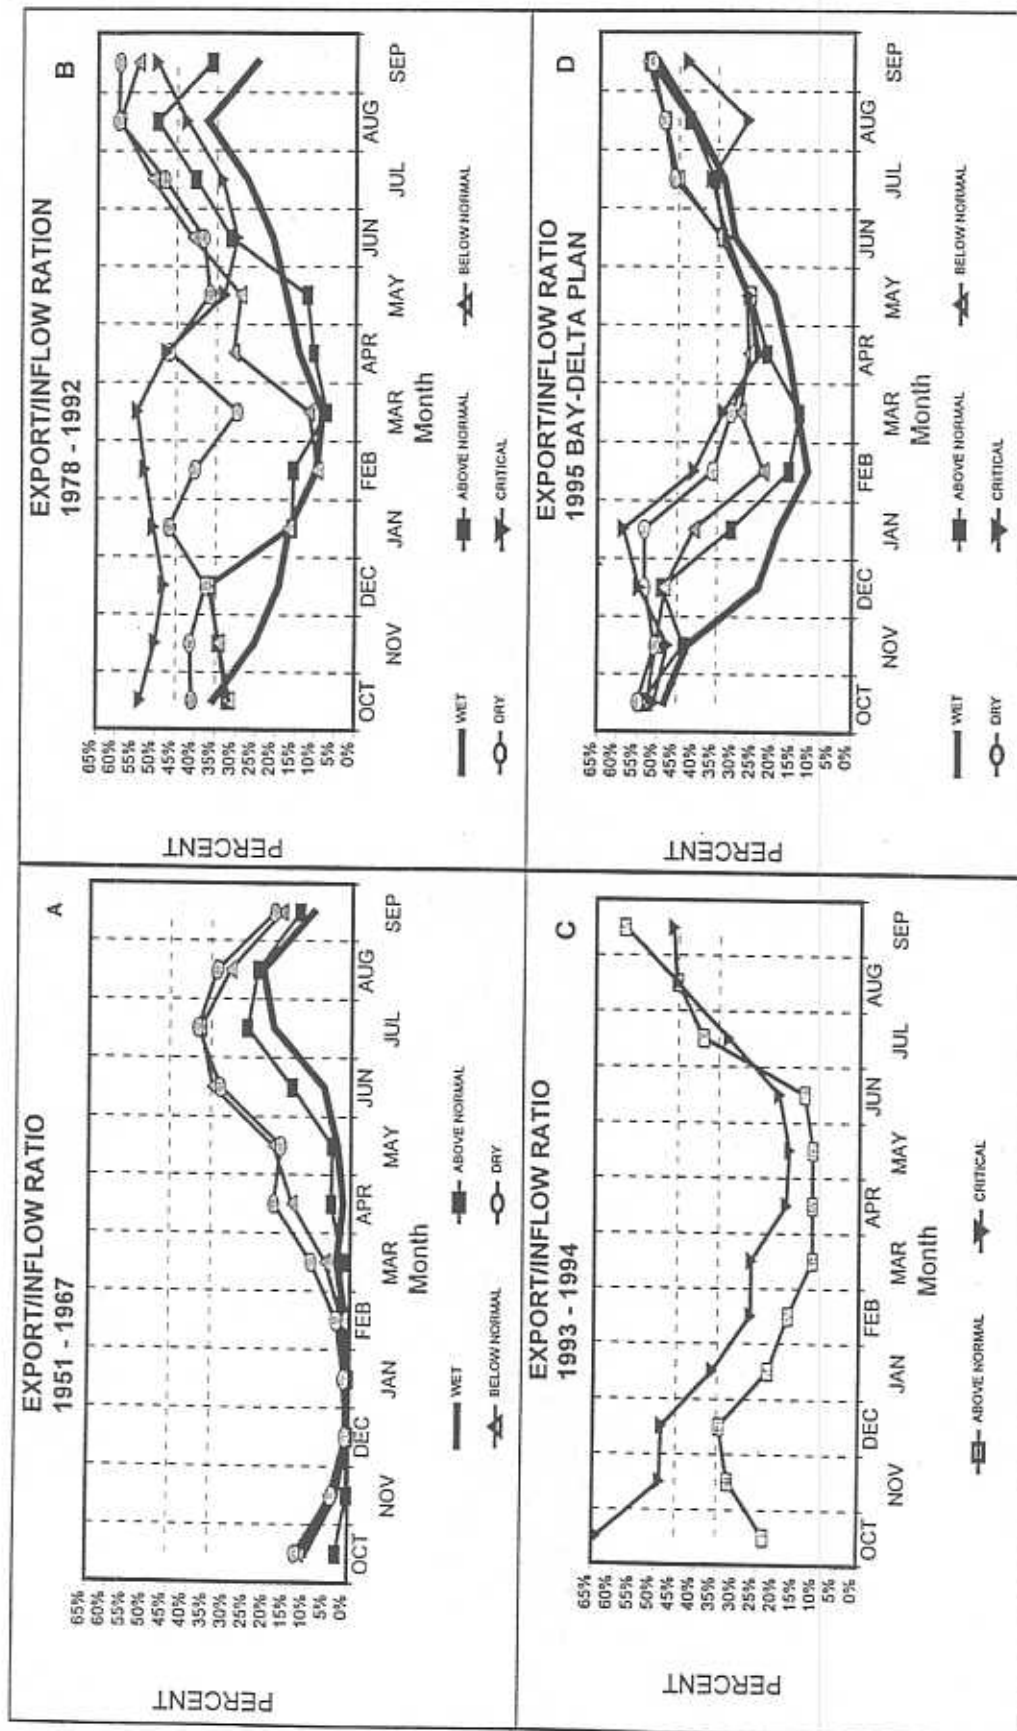 EXPORT/INFLOW RATIO
1951 - 1967
A
PERCENT
65%
60%
55%
50%
45%
40%
35%
30%
25%
20%
15%
10%
5%
0%
OCT NOV DEC JAN FEB MAR APR MAY JUN JUL AUG SEP
Month
WET ABOVE NORMAL
BELOW NORMAL DRY
EXPORT/INFLOW RATION
1978 - 1992
B
PERCENT
65%
60%
55%
50%
45%
40%
35%
30%
25%
20%
15%
10%
5%
0%
OCT NOV DEC JAN FEB MAR APR MAY JUN JUL AUG SEP
Month
WET ABOVE NORMAL BELOW NORMAL
DRY CRITICAL
EXPORT/INFLOW RATIO
1993 - 1994
C
PERCENT
65%
60%
55%
50%
45%
40%
35%
30%
25%
20%
15%
10%
5%
0%
OCT NOV DEC JAN FEB MAR APR MAY JUN JUL AUG SEP
Month
ABOVE NORMAL CRITICAL
EXPORT/INFLOW RATIO
1995 BAY-DELTA PLAN
D
PERCENT
65%
60%
55%
50%
45%
40%
35%
30%
25%
20%
15%
10%
5%
0%
OCT NOV DEC JAN FEB MAR APR MAY JUN JUL AUG SEP
Month
WET ABOVE NORMAL BELOW NORMAL
DRY CRITICAL